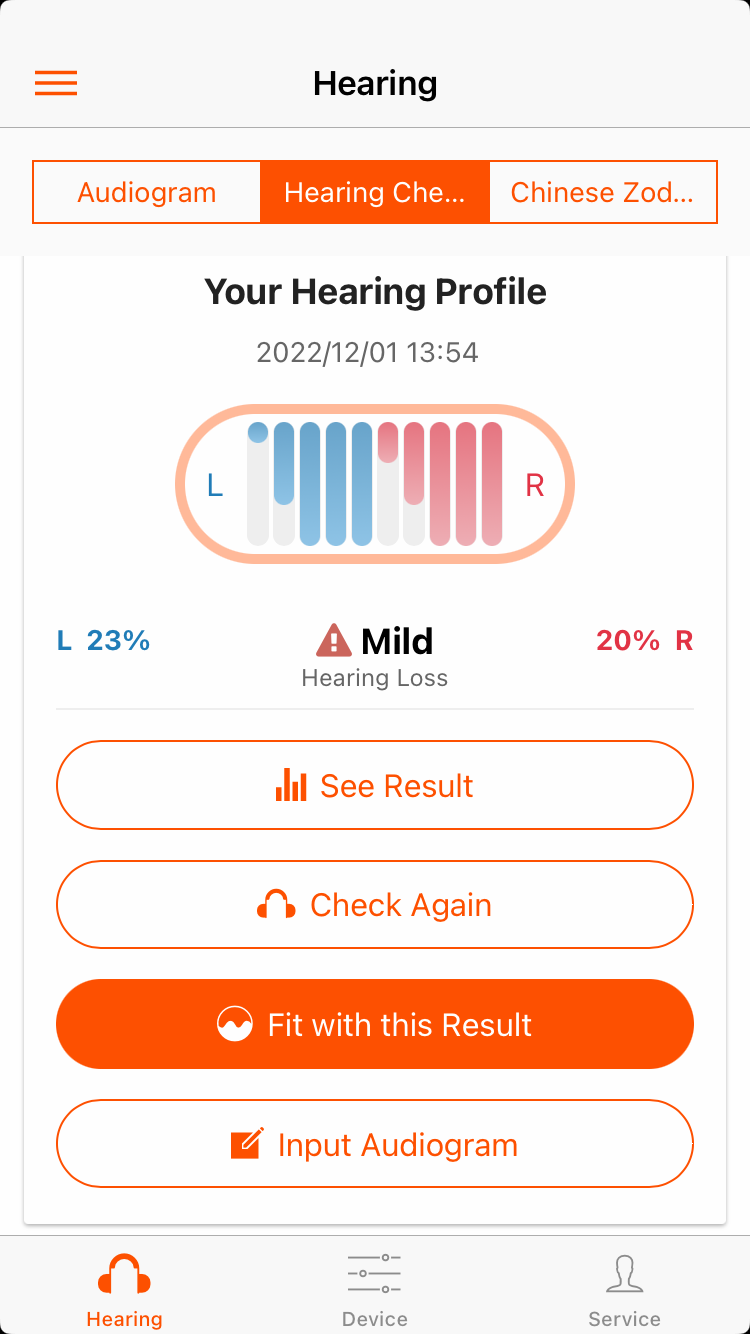 Hearing
Audiogram
Hearing Che...
Chinese Zod...
Your Hearing Profile
2022/12/01 13:54
L
R
L 23%
Mild
20% R
Hearing Loss
See Result
Check Again
Fit with this Result
Input Audiogram
Hearing
Device
Service